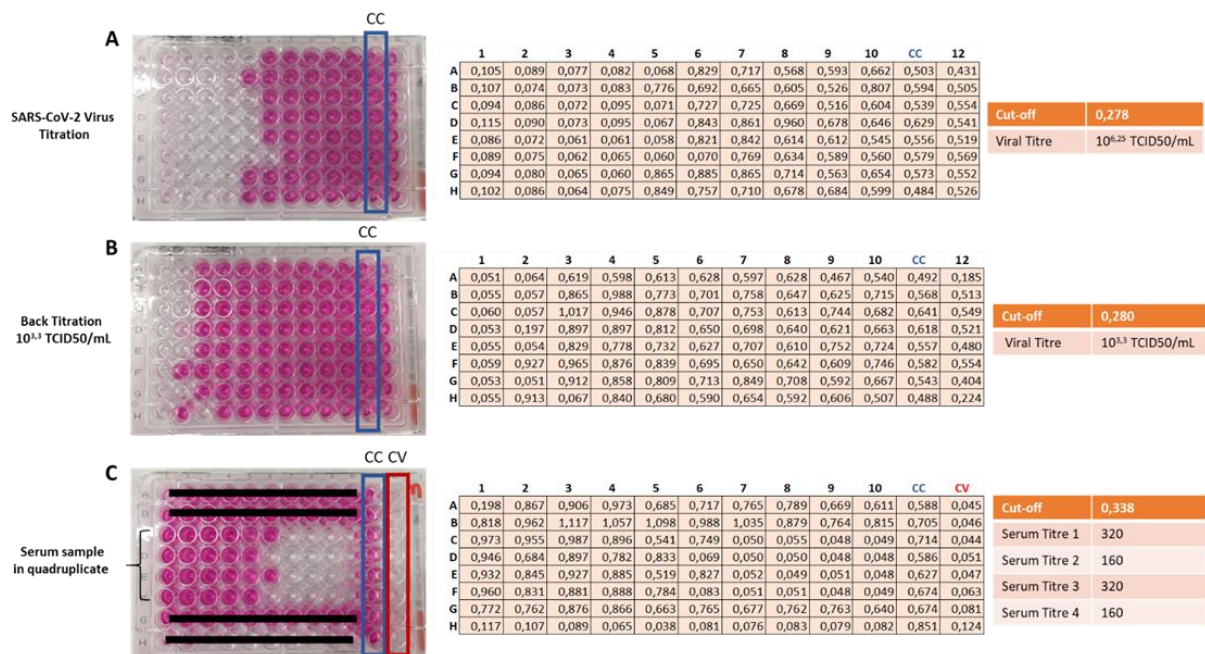 CC
A
SARS-CoV-2 Virus
Titration
1 2 3 4 5 6 7 8 9 10 CC 12
A 0,105 0,089 0,077 0,082 0,068 0,829 0,717 0,568 0,593 0,662 0,503 0,431
B 0,107 0,074 0,073 0,083 0,776 0,692 0,665 0,605 0,526 0,807 0,594 0,505
C 0,094 0,086 0,072 0,095 0,071 0,727 0,725 0,669 0,516 0,604 0,539 0,554
D 0,115 0,090 0,073 0,095 0,067 0,843 0,861 0,960 0,678 0,646 0,629 0,541
E 0,086 0,072 0,061 0,061 0,058 0,821 0,842 0,614 0,612 0,545 0,556 0,519
F 0,089 0,075 0,062 0,065 0,060 0,070 0,769 0,634 0,589 0,560 0,579 0,569
G 0,094 0,080 0,065 0,060 0,865 0,885 0,865 0,714 0,563 0,654 0,573 0,552
H 0,102 0,086 0,064 0,075 0,849 0,757 0,710 0,678 0,684 0,599 0,484 0,526
Cut-off 0,278
Viral Titre 10^6,25 TCID50/mL
CC
B
Back Titration
10^3,3 TCID50/mL
1 2 3 4 5 6 7 8 9 10 CC 12
A 0,051 0,064 0,619 0,598 0,613 0,628 0,597 0,628 0,467 0,540 0,492 0,185
B 0,055 0,057 0,865 0,988 0,773 0,701 0,758 0,647 0,625 0,715 0,568 0,513
C 0,060 0,057 1,017 0,946 0,878 0,707 0,753 0,613 0,744 0,682 0,641 0,549
D 0,053 0,197 0,897 0,897 0,812 0,650 0,698 0,640 0,621 0,663 0,618 0,521
E 0,055 0,054 0,829 0,778 0,732 0,627 0,707 0,610 0,752 0,724 0,557 0,480
F 0,059 0,927 0,965 0,876 0,839 0,695 0,650 0,642 0,609 0,746 0,582 0,554
G 0,053 0,051 0,912 0,858 0,809 0,713 0,849 0,708 0,592 0,667 0,543 0,404
H 0,055 0,913 0,067 0,840 0,680 0,590 0,654 0,592 0,606 0,507 0,488 0,224
Cut-off 0,280
Viral Titre 10^3,3 TCID50/mL
CC CV
C
Serum sample
in quadruplicate
1 2 3 4 5 6 7 8 9 10 CC CV
A 0,198 0,867 0,906 0,973 0,685 0,717 0,765 0,789 0,669 0,611 0,588 0,045
B 0,818 0,962 1,117 1,057 1,098 0,988 1,035 0,879 0,764 0,815 0,705 0,046
C 0,973 0,955 0,987 0,896 0,541 0,749 0,050 0,055 0,048 0,049 0,714 0,044
D 0,946 0,684 0,897 0,782 0,833 0,069 0,050 0,050 0,048 0,048 0,586 0,051
E 0,932 0,845 0,927 0,885 0,519 0,827 0,052 0,049 0,051 0,048 0,627 0,047
F 0,960 0,831 0,881 0,888 0,784 0,083 0,051 0,051 0,048 0,049 0,674 0,063
G 0,772 0,762 0,876 0,866 0,663 0,765 0,677 0,762 0,763 0,640 0,674 0,081
H 0,117 0,107 0,089 0,065 0,038 0,081 0,076 0,083 0,079 0,082 0,851 0,124
Cut-off 0,338
Serum Titre 1 320
Serum Titre 2 160
Serum Titre 3 320
Serum Titre 4 160